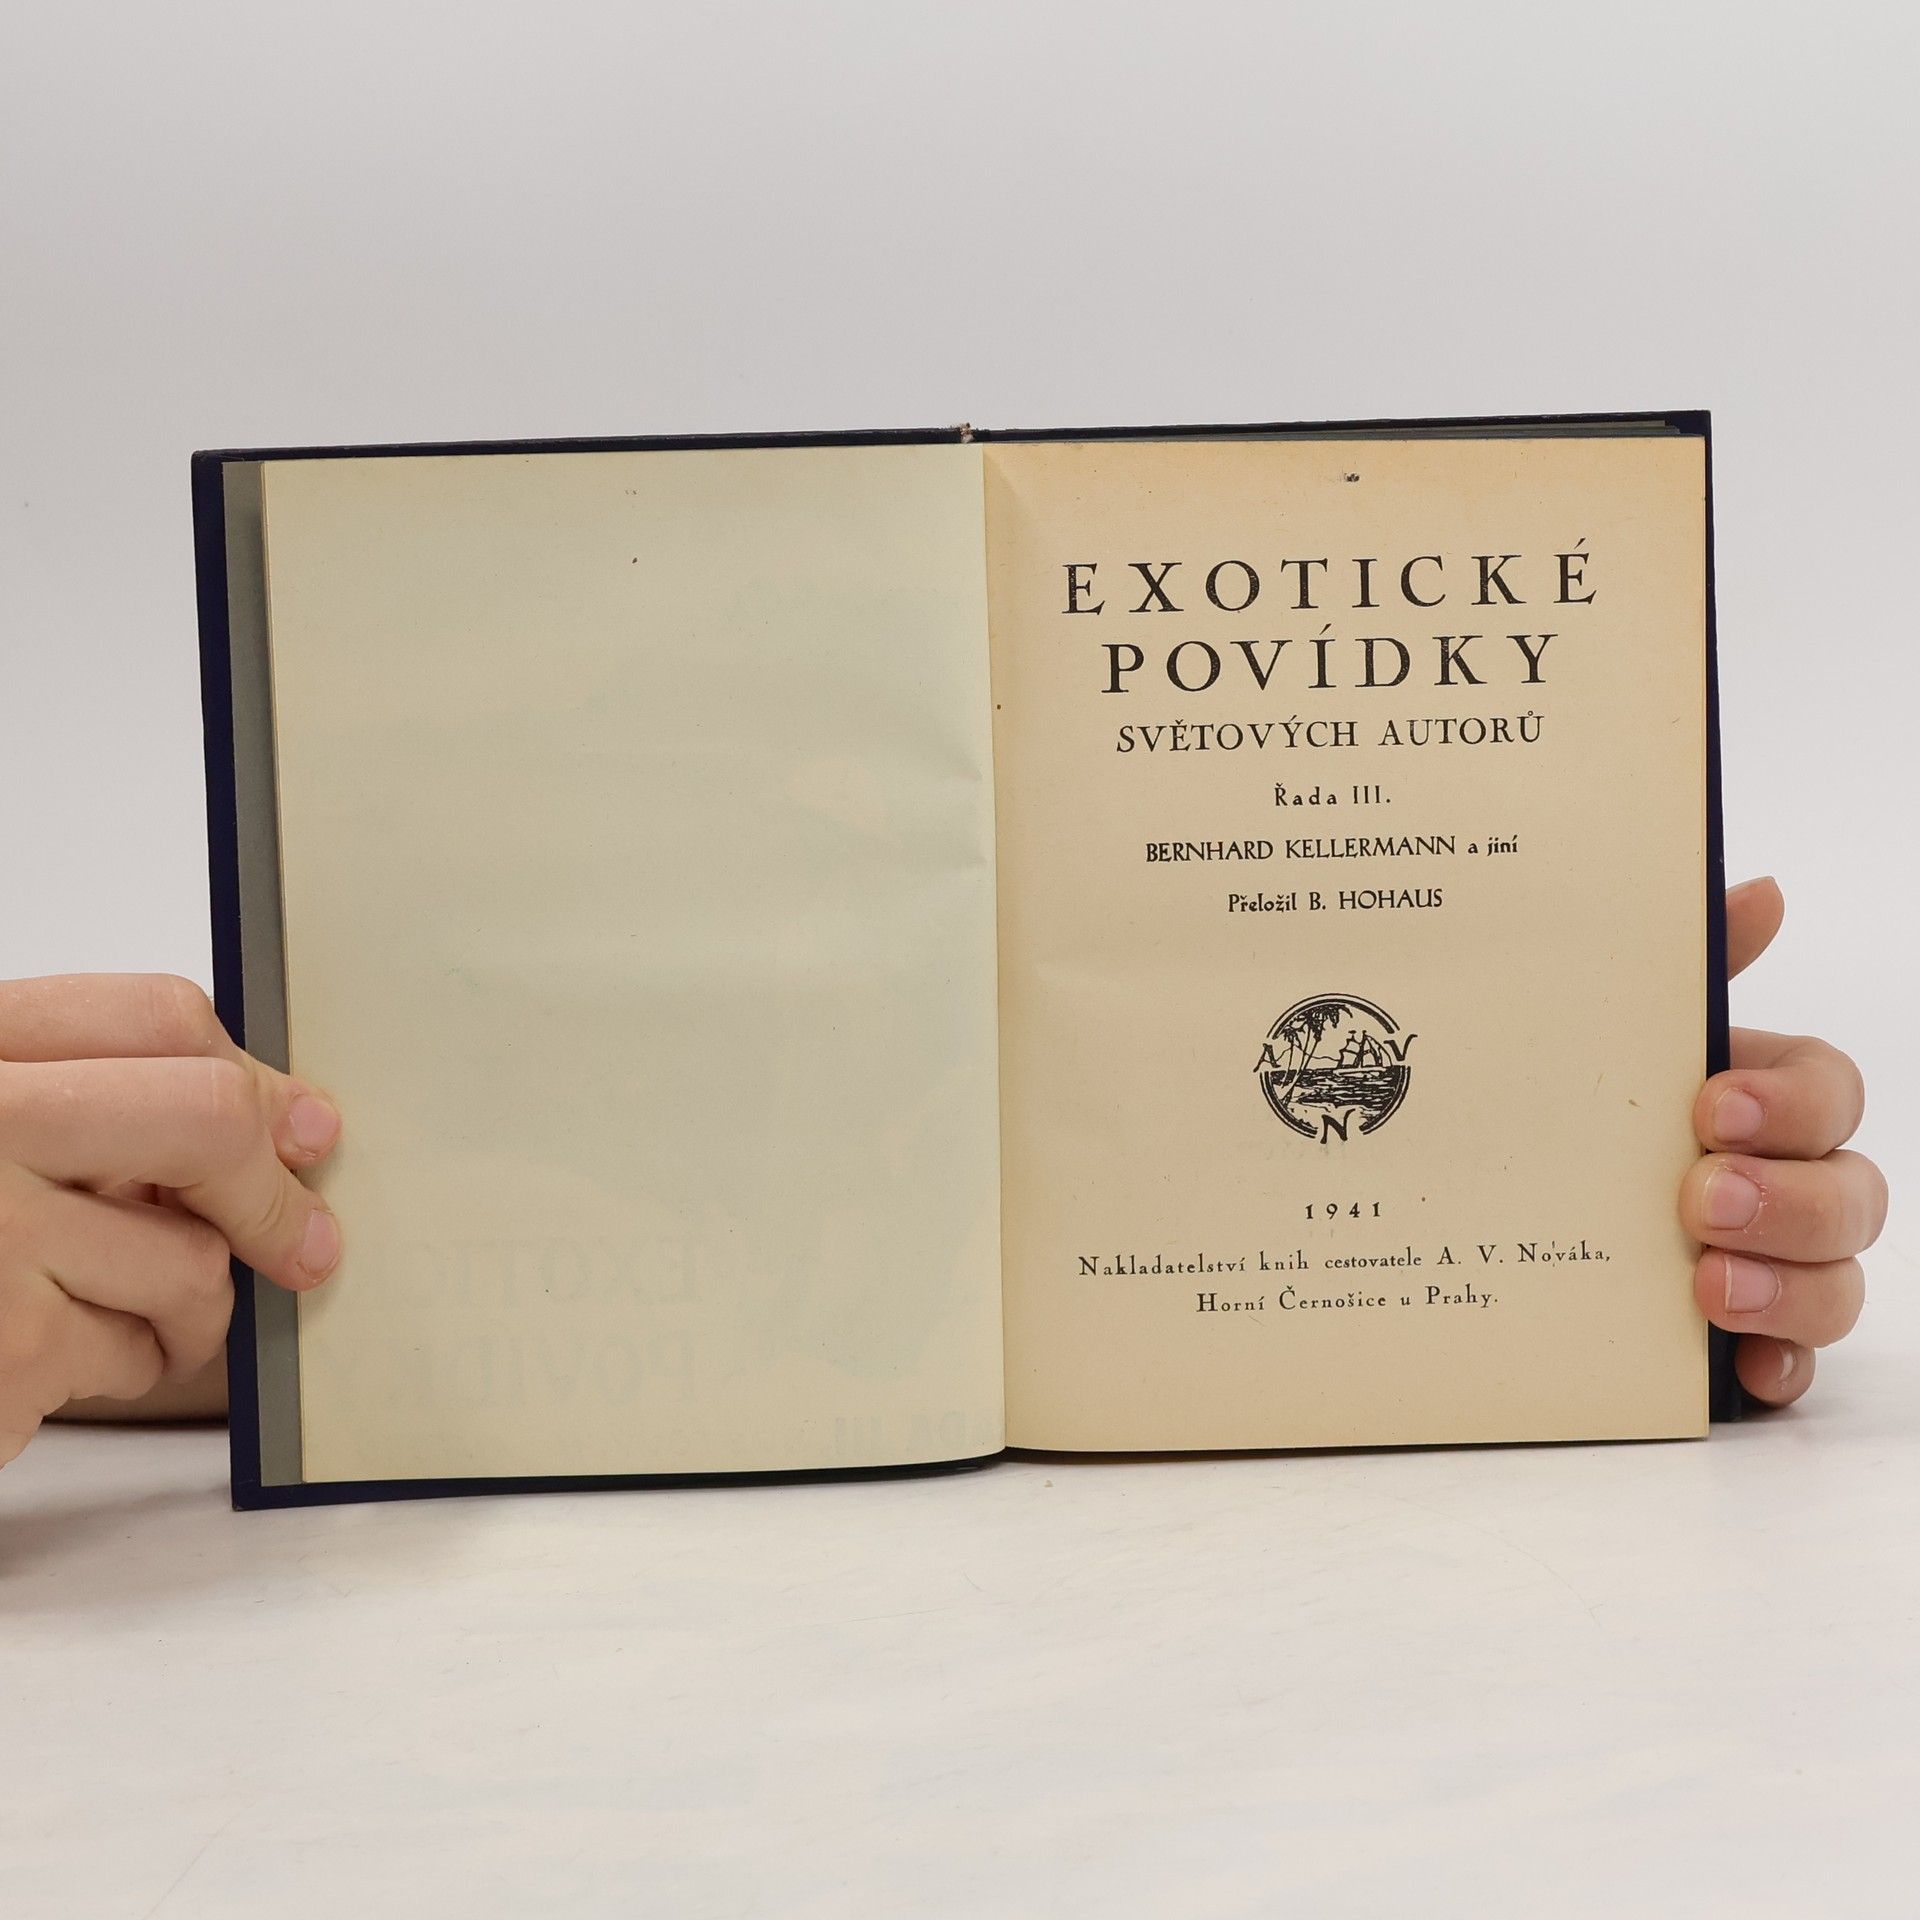 EXOTICKÉ
POVÍDKY
SVĚTOVÝCH AUTORŮ
Řada III.
BERNHARD KELLERMANN a jiní
Přeložil B. HOHAUS
A V
N
1941
Nakladatelství knih cestovatele A. V. Nováka,
Horní Černošice u Prahy.